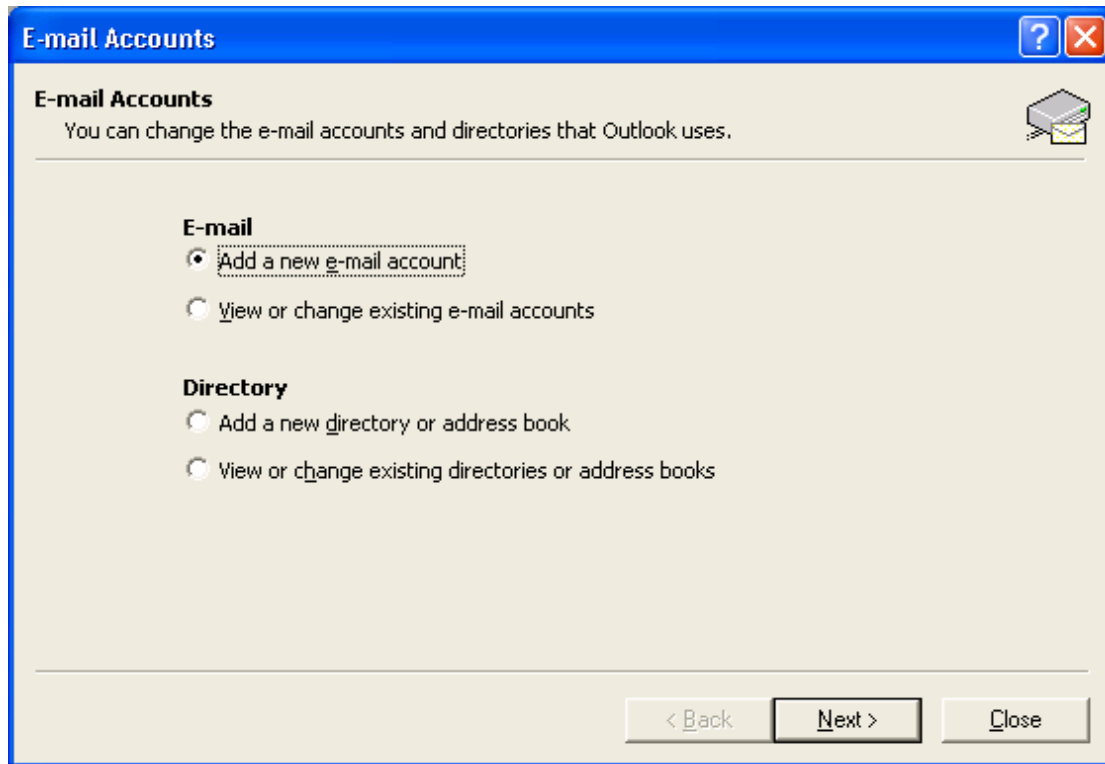 E-mail Accounts
E-mail Accounts
You can change the e-mail accounts and directories that Outlook uses.
E-mail
Add a new e-mail account
View or change existing e-mail accounts
Directory
Add a new directory or address book
View or change existing directories or address books
< Back Next > Close